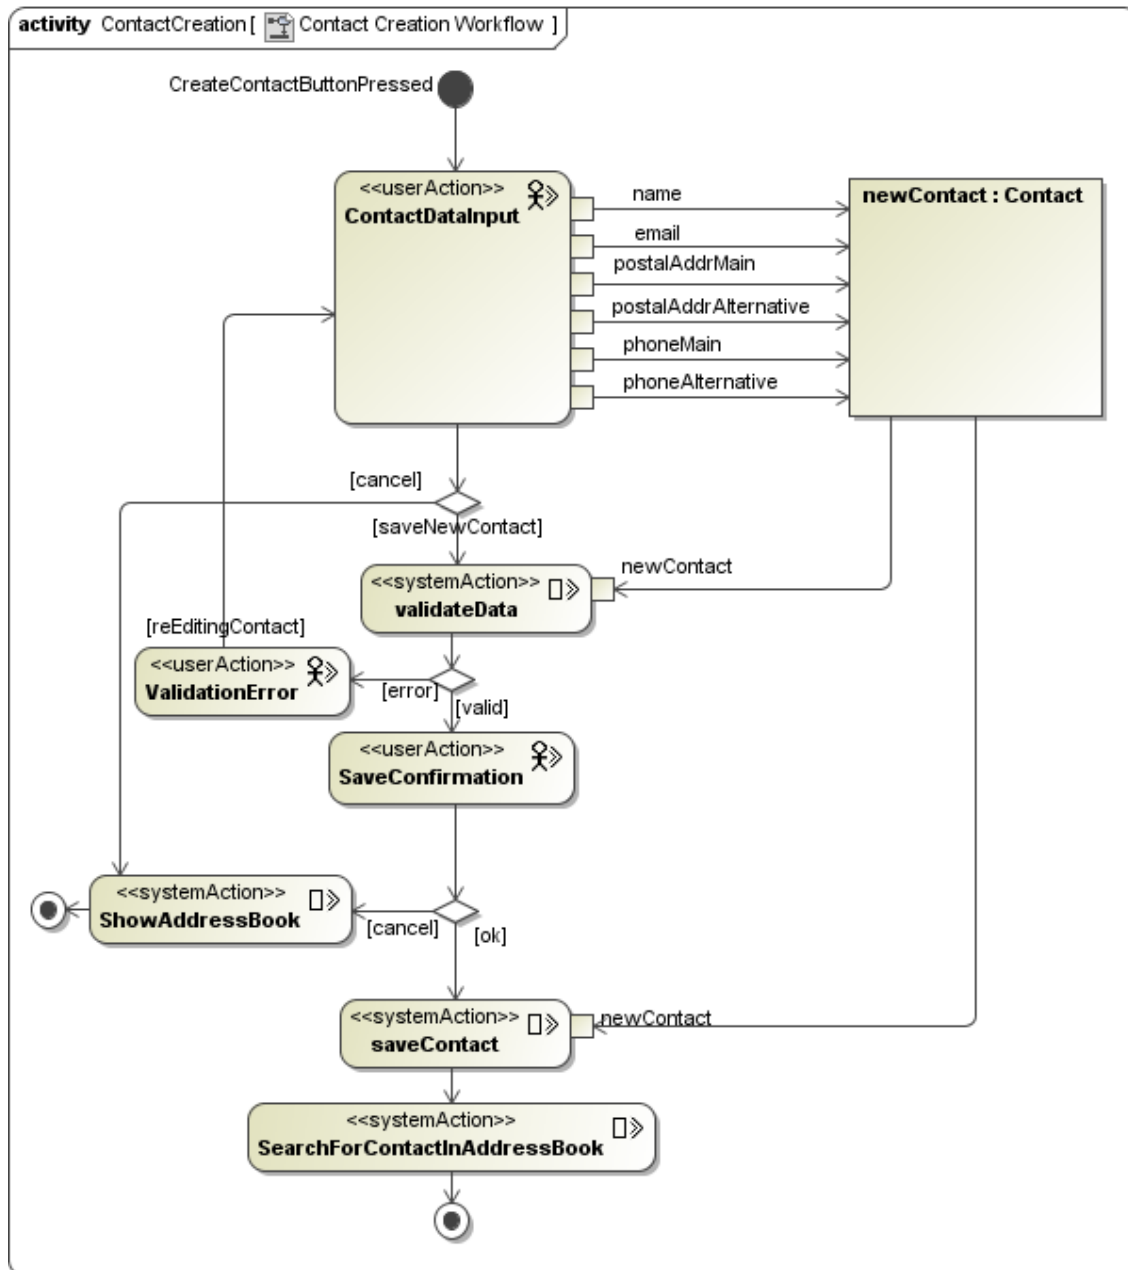 activity ContactCreation [ Contact Creation Workflow ]
CreateContactButtonPressed
<<userAction>>
ContactDataInput
name
email
postalAddrMain
postalAddrAlternative
phoneMain
phoneAlternative
newContact : Contact
[cancel]
[saveNewContact]
<<systemAction>>
validateData
newContact
[reEditingContact]
<<userAction>>
ValidationError
[error]
[valid]
<<userAction>>
SaveConfirmation
<<systemAction>>
ShowAddressBook
[cancel]
[ok]
<<systemAction>>
saveContact
newContact
<<systemAction>>
SearchForContactInAddressBook